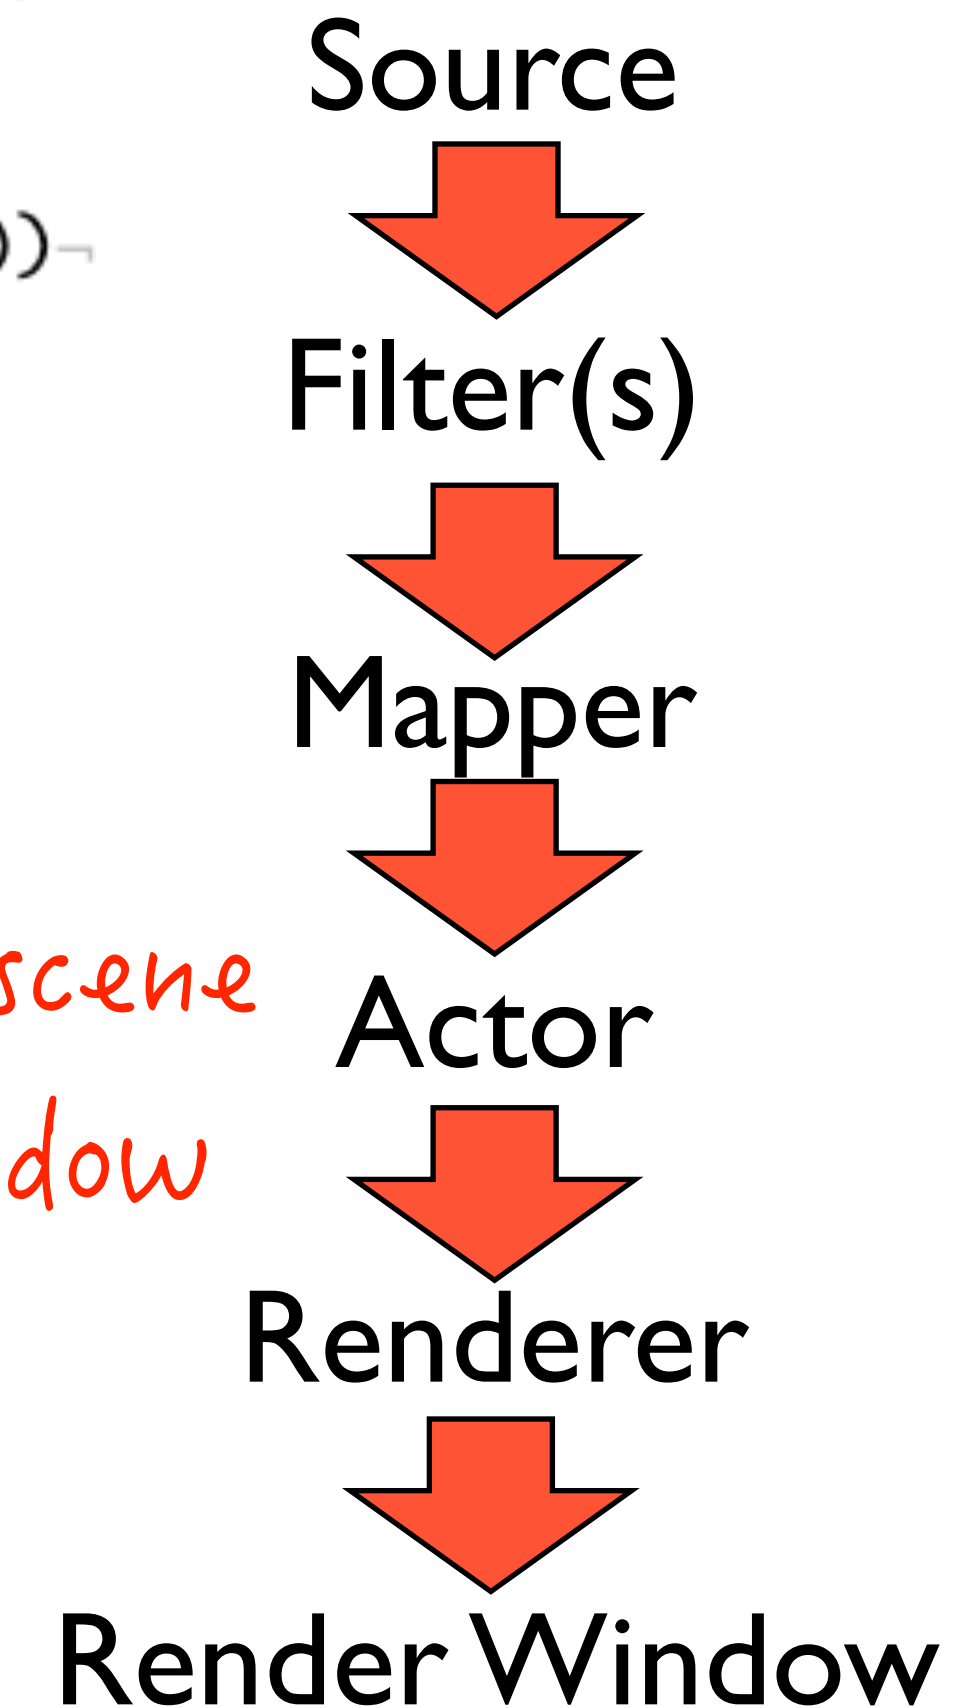 Source
))¬
Filter(s)
Mapper
scene
Actor
dow
Renderer
Render Window